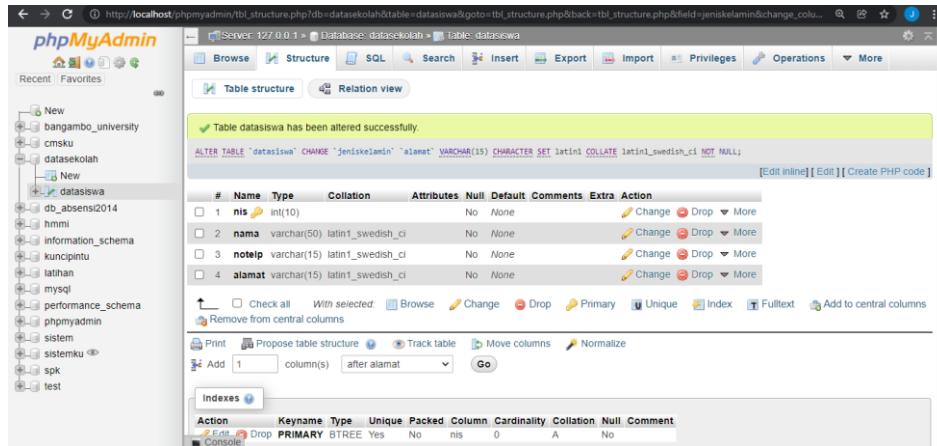 http://localhost/phpmyadmin/tbl_structure.php?db=datasekolah&table=datasiswa&goto=tbl_structure.php&back=tbl_structure.php&field=jeniskelamin&change_colu...
phpMyAdmin
Recent Favorites
New
bangambo_university
cmsku
datasekolah
New
datasiswa
db_absensi2014
hmmi
information_schema
kuncipintu
latihan
mysql
performance_schema
phpmyadmin
sistem
sistemku
spk
test
Server: 127.0.0.1 » Database: datasekolah » Table: datasiswa
Browse Structure SQL Search Insert Export Import Privileges Operations More
Table structure Relation view
Table datasiswa has been altered successfully.
ALTER TABLE `datasiswa` CHANGE `jeniskelamin` `alamat` VARCHAR(15) CHARACTER SET latin1 COLLATE latin1_swedish_ci NOT NULL;
[Edit inline] [ Edit ] [ Create PHP code ]
# Name Type Collation Attributes Null Default Comments Extra Action
1 nis int(10) No None Change Drop More
2 nama varchar(50) latin1_swedish_ci No None Change Drop More
3 notelp varchar(15) latin1_swedish_ci No None Change Drop More
4 alamat varchar(15) latin1_swedish_ci No None Change Drop More
Check all With selected: Browse Change Drop Primary Unique Index Fulltext Add to central columns
Remove from central columns
Print Propose table structure Track table Move columns Normalize
Add 1 column(s) after alamat Go
Indexes
Action Keyname Type Unique Packed Column Cardinality Collation Null Comment
Edit Drop PRIMARY BTREE Yes No nis 0 A No
Console